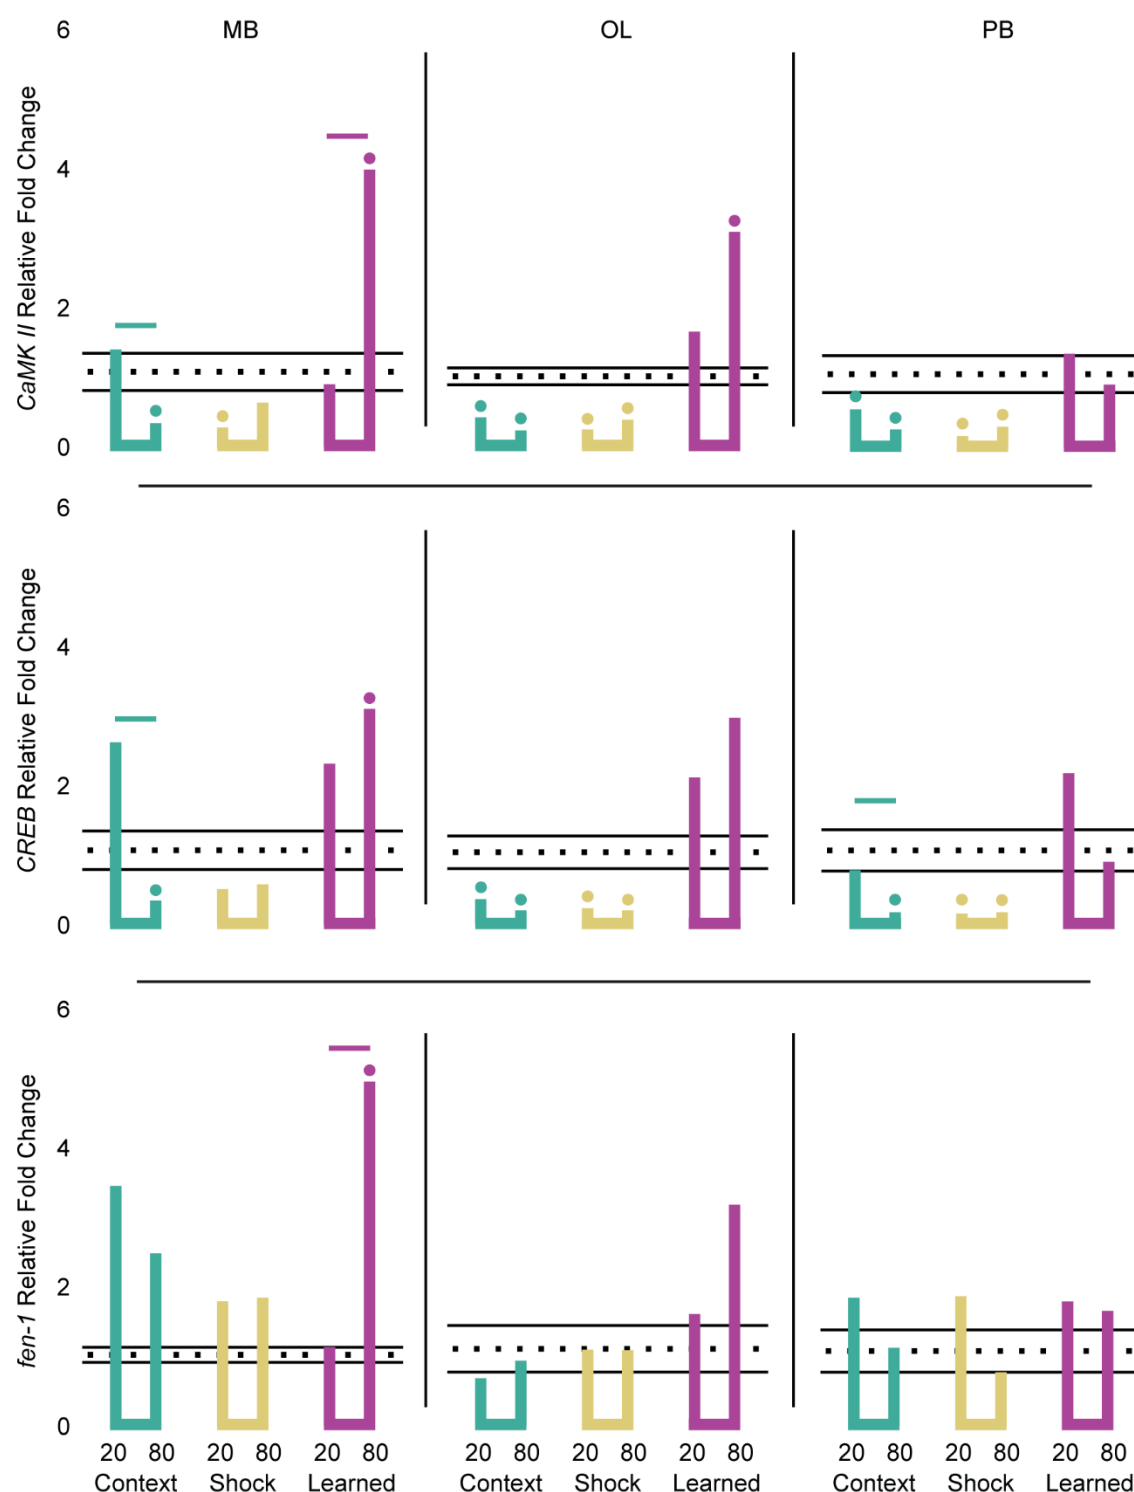 MB OL PB
6
4
2
0
CaMK II Relative Fold Change
6
4
2
0
CREB Relative Fold Change
6
4
2
0
fen-1 Relative Fold Change
20 80 20 80 20 80 20 80 20 80 20 80 20 80 20 80 20 80
Context Shock Learned Context Shock Learned Context Shock Learned